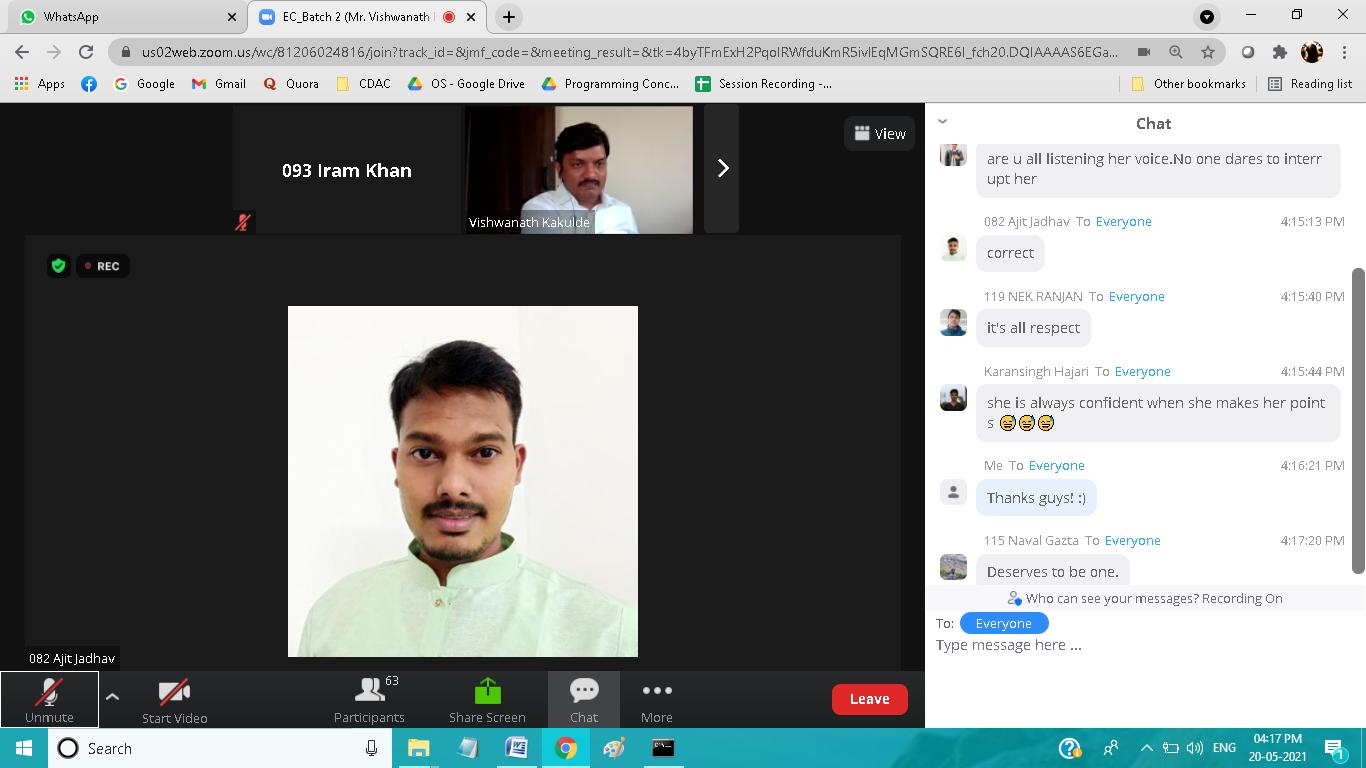 WhatsApp
EC_Batch 2 (Mr. Vishwanath
us02web.zoom.us/wc/81206024816/join?track_id=&jmf_code=&meeting_result=&tk=
Apps
Google
Gmail
Quora
CDAC
OS - Google Drive
Programming Conc...
Session Recording -...
Other bookmarks
Reading list
093 Iram Khan
Vishwanath Kakulde
View
REC
082 Ajit Jadhav
Chat
are u all listening her voice.No one dares to interr
upt her
082 Ajit Jadhav To Everyone 4:15:13 PM
correct
119 NEK RANJAN To Everyone 4:15:40 PM
it's all respect
Karansingh Hajari To Everyone 4:15:44 PM
she is always confident when she makes her point
s 😅😅😅
Me To Everyone 4:16:21 PM
Thanks guys! :)
115 Naval Gazta To Everyone 4:17:20 PM
Deserves to be one.
Who can see your messages? Recording On
To: Everyone
Type message here ...
Unmute
Start Video
Participants 63
Share Screen
Chat
More
Leave
Search
ENG
04:17 PM
20-05-2021
1